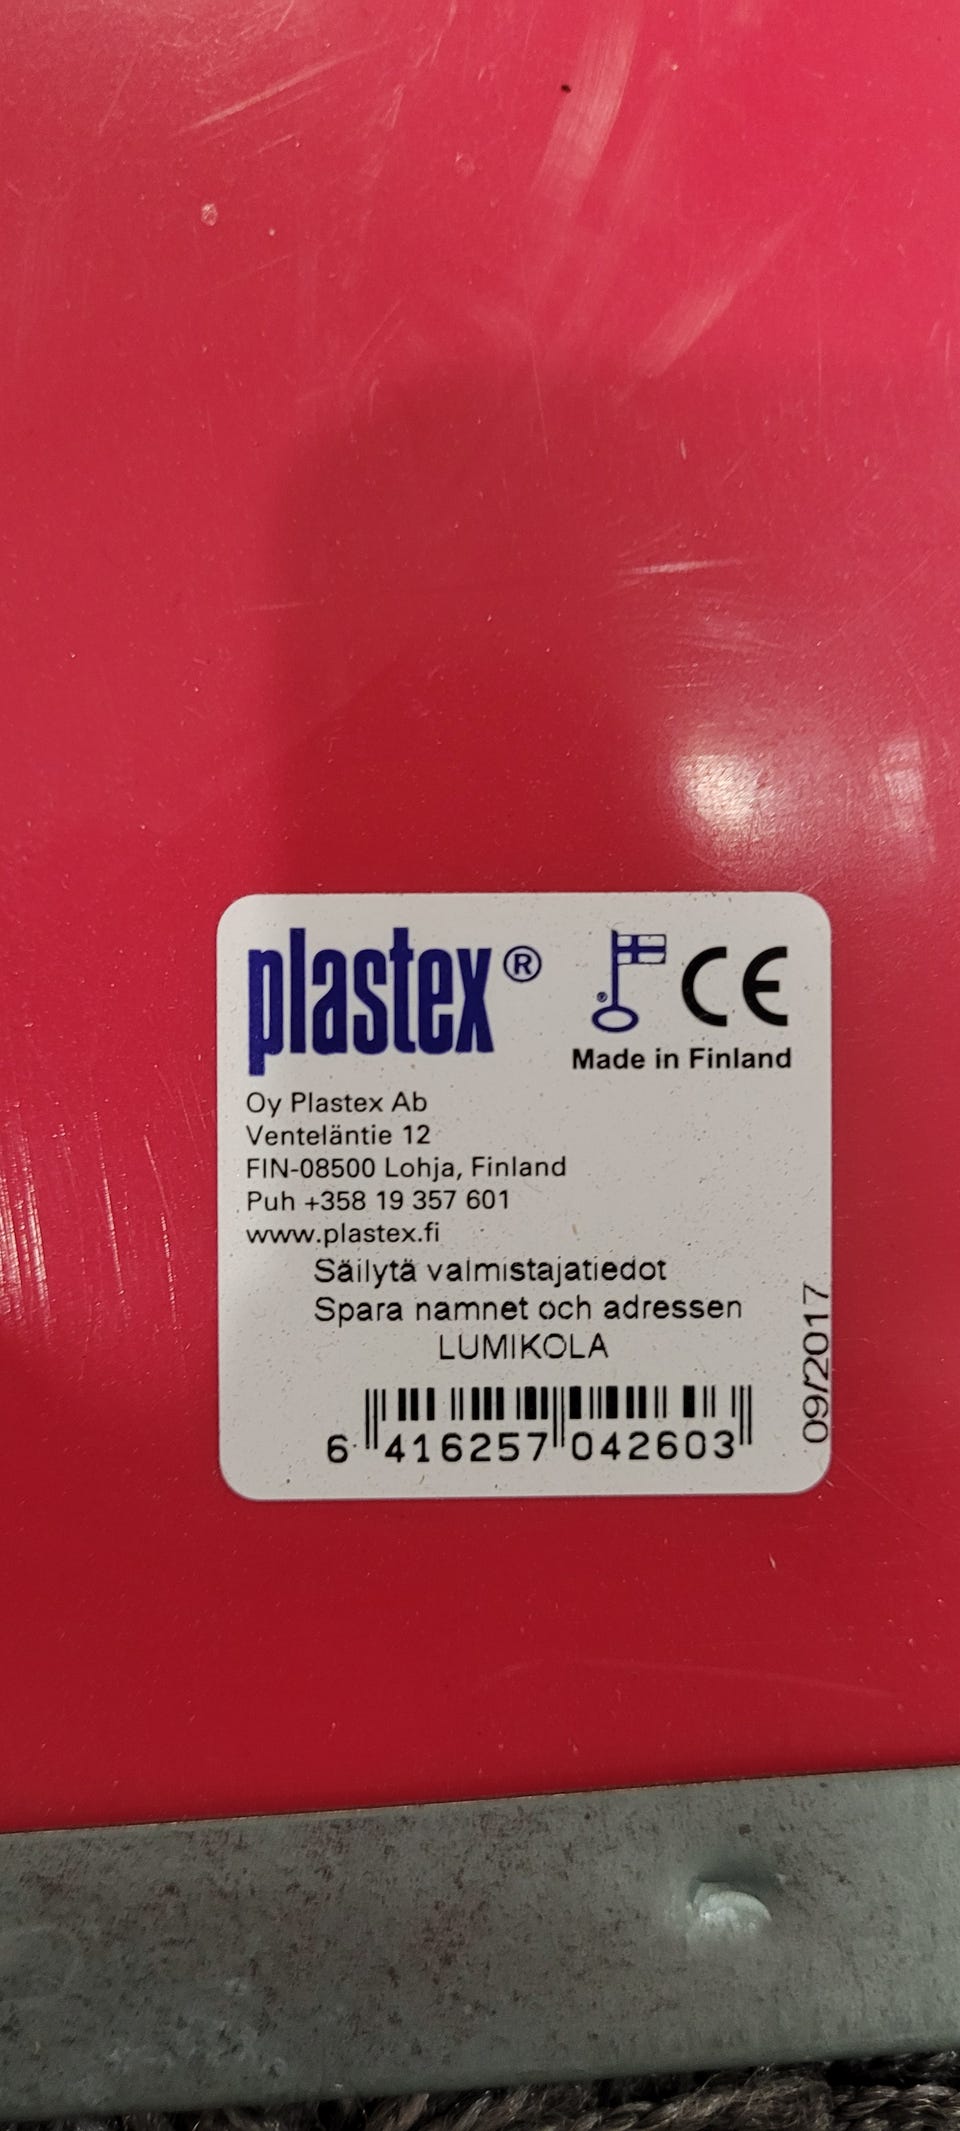 plastex®
CE
Made in Finland
Oy Plastex Ab
Venteläntie 12
FIN-08500 Lohja, Finland
Puh +358 19 357 601
www.plastex.fi
Säilytä valmistajatiedot
Spara namnet och adressen
LUMIKOLA
6 416257 042603
09/2017